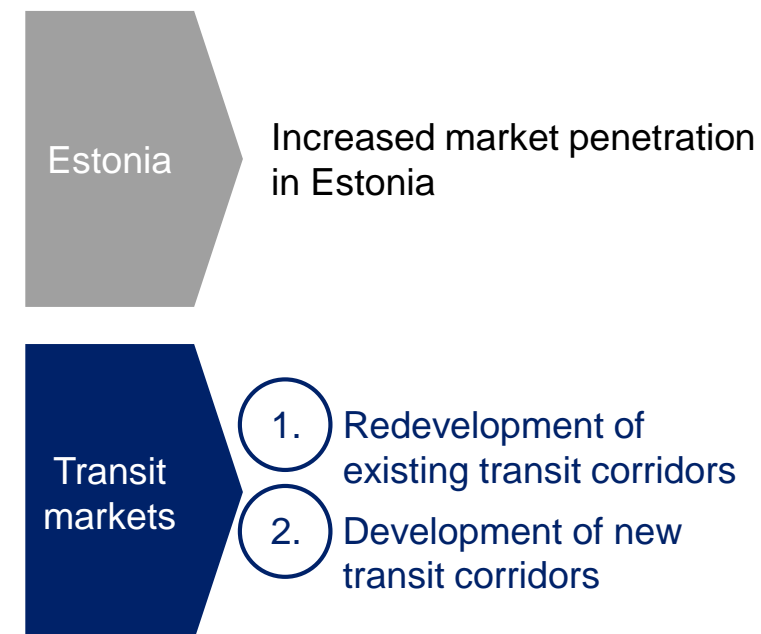 Estonia
Increased market penetration
in Estonia
Transit
markets
1.
Redevelopment of
existing transit corridors
2.
Development of new
transit corridors